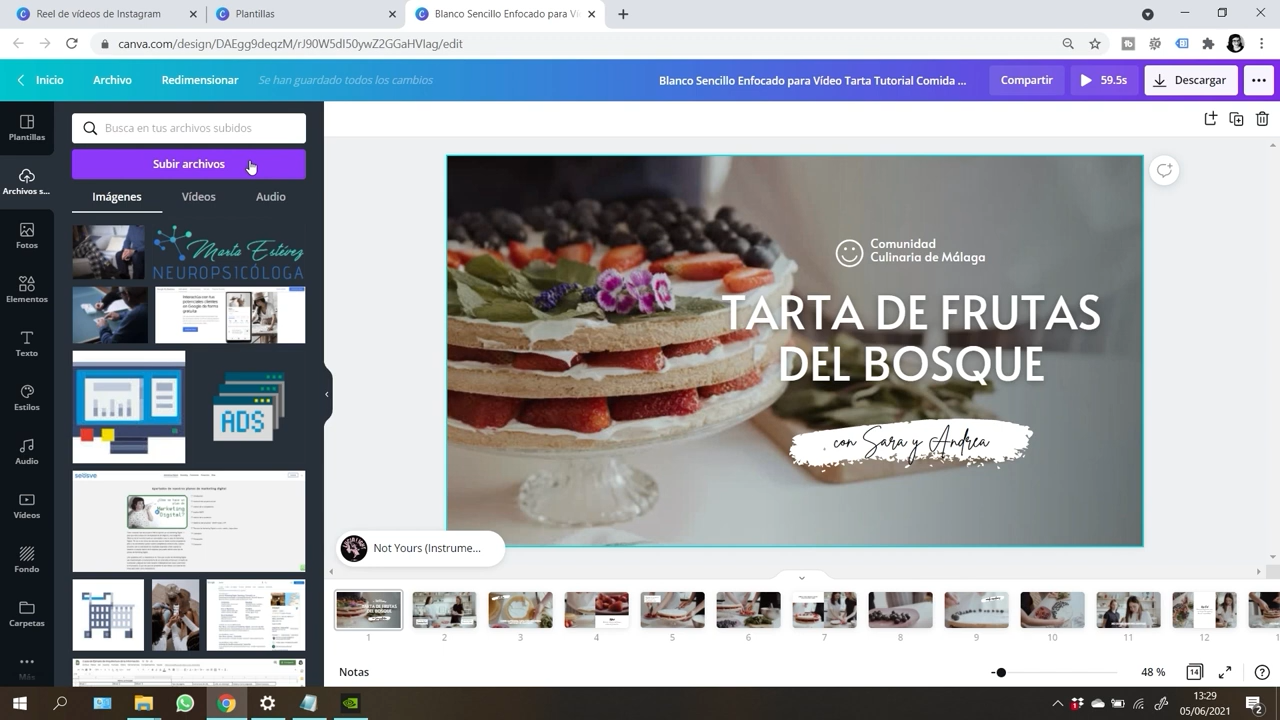 Reel de vídeos de Instagram
Plantillas
Blanco Sencillo Enfocado para Ví
canva.com/design/DAEgg9deqzM/rJ90W5dI50ywZ2GGaHVIag/edit
Inicio
Archivo
Redimensionar
Se han guardado todos los cambios
Blanco Sencillo Enfocado para Vídeo Tarta Tutorial Comida ...
Compartir
59.5s
Descargar
Plantillas
Archivos s...
Fotos
Elementos
Texto
Estilos
Audio
Vídeos
Fondo
Carpetas
Más
Busca en tus archivos subidos
Subir archivos
Imágenes
Vídeos
Audio
Marta Estévez
NEUROPSICÓLOGA
ADS
Comunidad
Culinaria de Málaga
TARTA DE FRUTAS
DEL BOSQUE
con Sara y Andrea
Not Yours (Instrume...
1
2
3
4
5
6
7
8
9
10
11
12
otas
48 %
14
13:29
05/06/2021
2